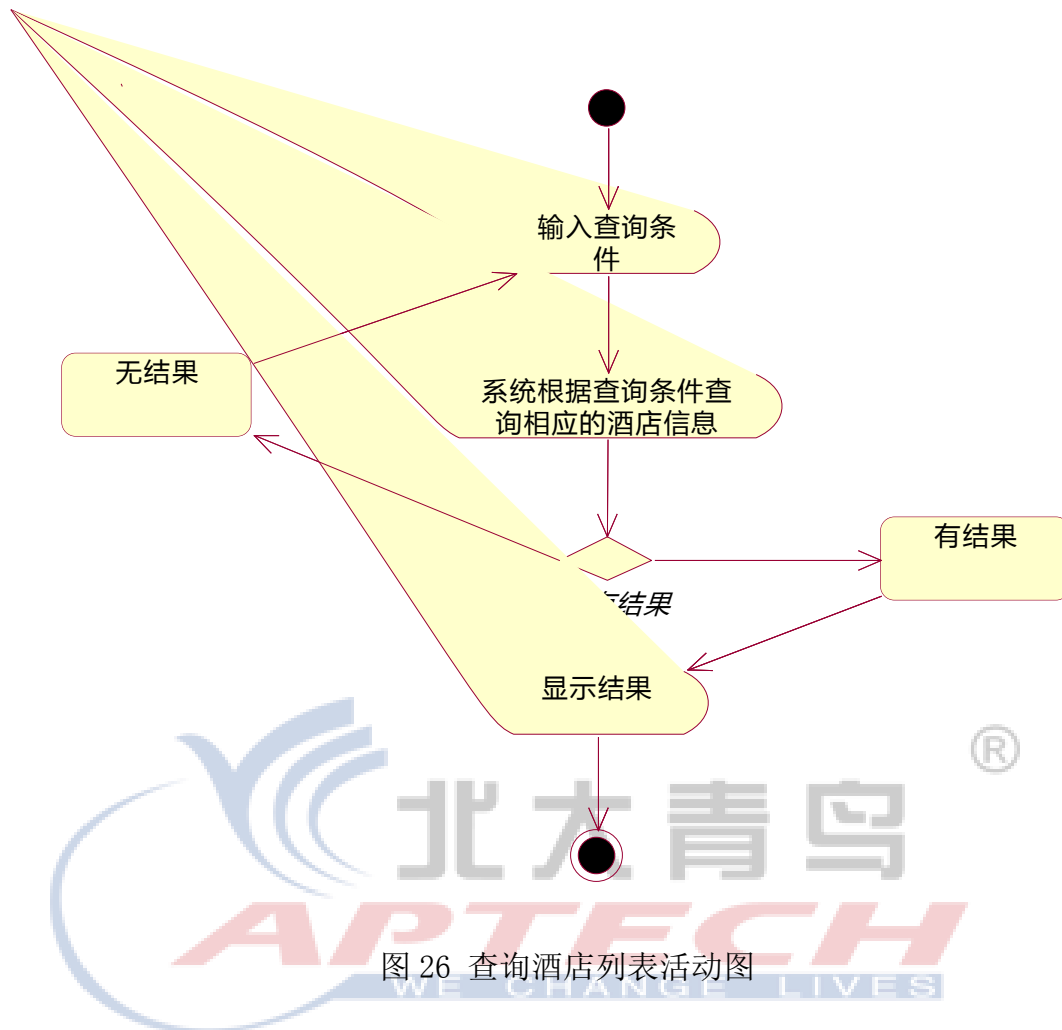 输入查询条
件
无结果
系统根据查询条件查
询相应的酒店信息
有结果
结果
显示结果
®
北大青鸟
APTECH
图 26 查询酒店列表活动图
WE CHANGE LIVES